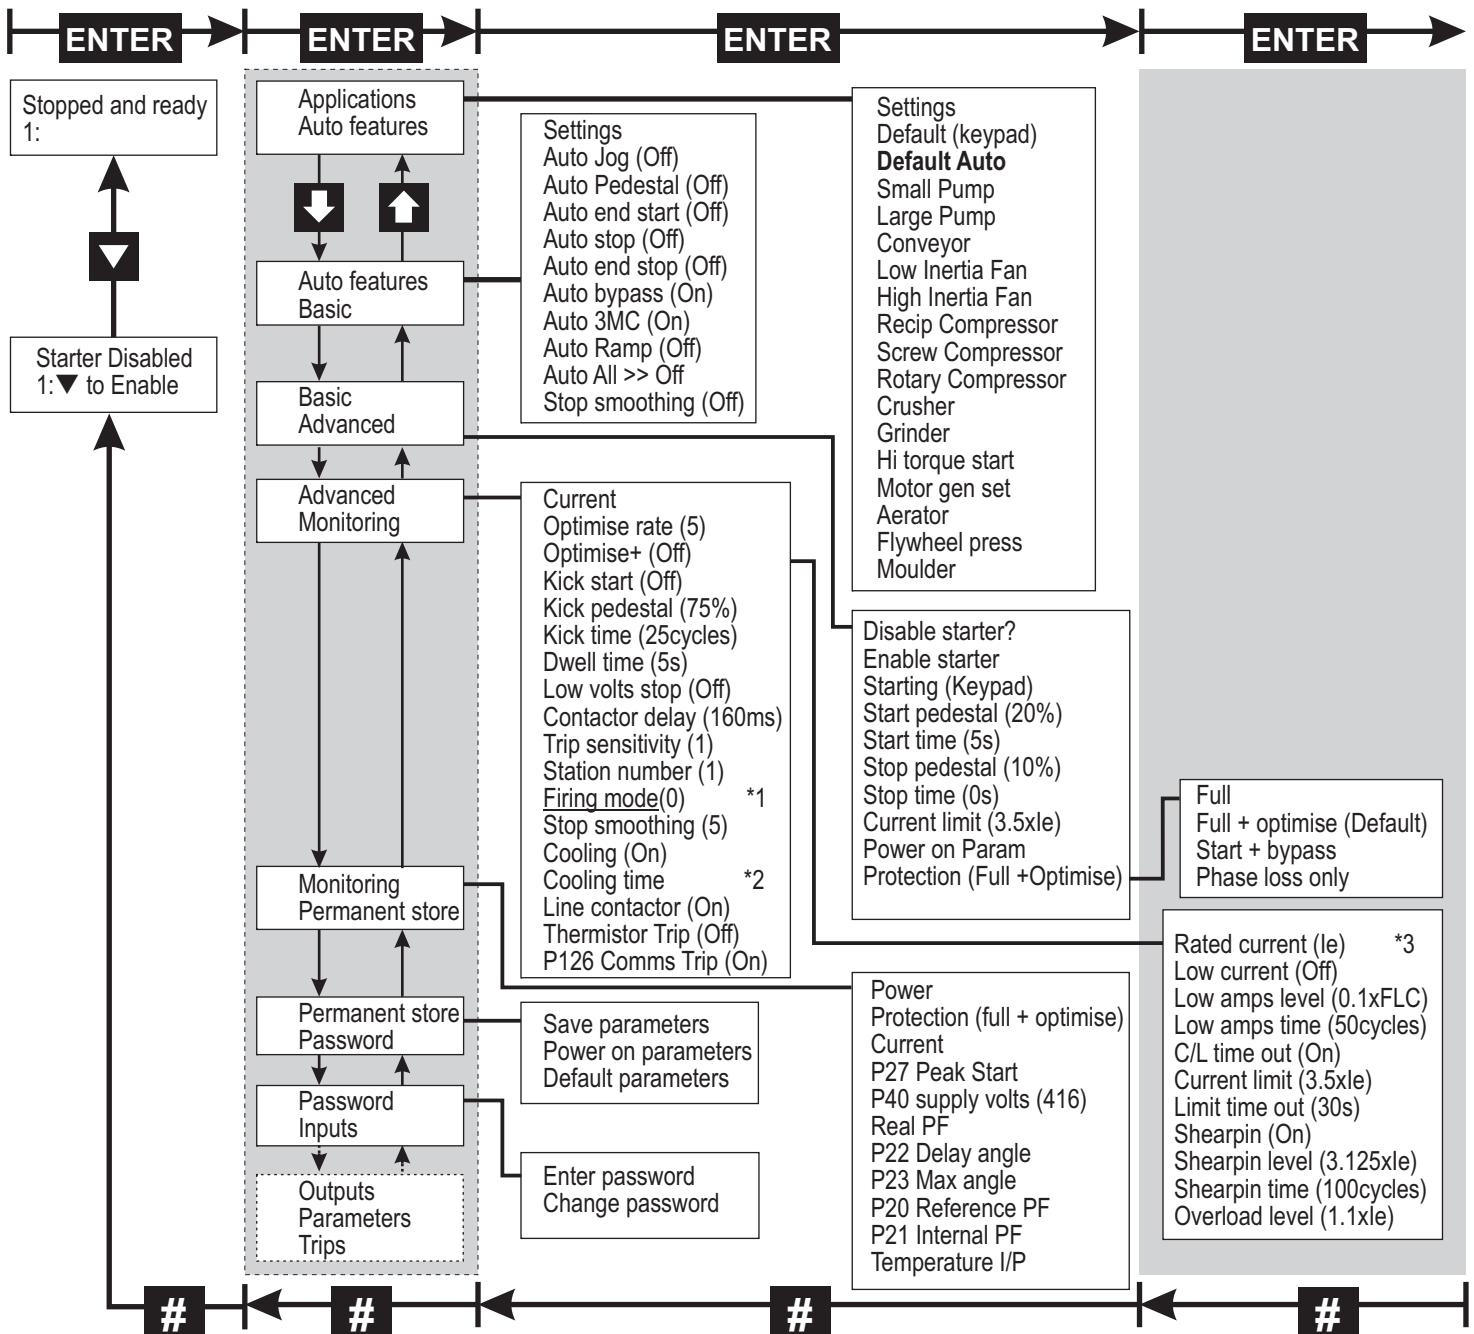 ENTER
ENTER
ENTER
ENTER
Stopped and ready
1:
Starter Disabled
1:▼ to Enable
Applications
Auto features
Auto features
Basic
Basic
Advanced
Advanced
Monitoring
Monitoring
Permanent store
Permanent store
Password
Password
Inputs
Outputs
Parameters
Trips
Settings
Auto Jog (Off)
Auto Pedestal (Off)
Auto end start (Off)
Auto stop (Off)
Auto end stop (Off)
Auto bypass (On)
Auto 3MC (On)
Auto Ramp (Off)
Auto All >> Off
Stop smoothing (Off)
Current
Optimise rate (5)
Optimise+ (Off)
Kick start (Off)
Kick pedestal (75%)
Kick time (25cycles)
Dwell time (5s)
Low volts stop (Off)
Contactor delay (160ms)
Trip sensitivity (1)
Station number (1)
Firing mode(0) *1
Stop smoothing (5)
Cooling (On)
Cooling time *2
Line contactor (On)
Thermistor Trip (Off)
P126 Comms Trip (On)
Save parameters
Power on parameters
Default parameters
Enter password
Change password
Settings
Default (keypad)
Default Auto
Small Pump
Large Pump
Conveyor
Low Inertia Fan
High Inertia Fan
Recip Compressor
Screw Compressor
Rotary Compressor
Crusher
Grinder
Hi torque start
Motor gen set
Aerator
Flywheel press
Moulder
Disable starter?
Enable starter
Starting (Keypad)
Start pedestal (20%)
Start time (5s)
Stop pedestal (10%)
Stop time (0s)
Current limit (3.5xIe)
Power on Param
Protection (Full +Optimise)
Power
Protection (full + optimise)
Current
P27 Peak Start
P40 supply volts (416)
Real PF
P22 Delay angle
P23 Max angle
P20 Reference PF
P21 Internal PF
Temperature I/P
Full
Full + optimise (Default)
Start + bypass
Phase loss only
Rated current (Ie) *3
Low current (Off)
Low amps level (0.1xFLC)
Low amps time (50cycles)
C/L time out (On)
Current limit (3.5xIe)
Limit time out (30s)
Shearpin (On)
Shearpin level (3.125xIe)
Shearpin time (100cycles)
Overload level (1.1xIe)
#
#
#
#